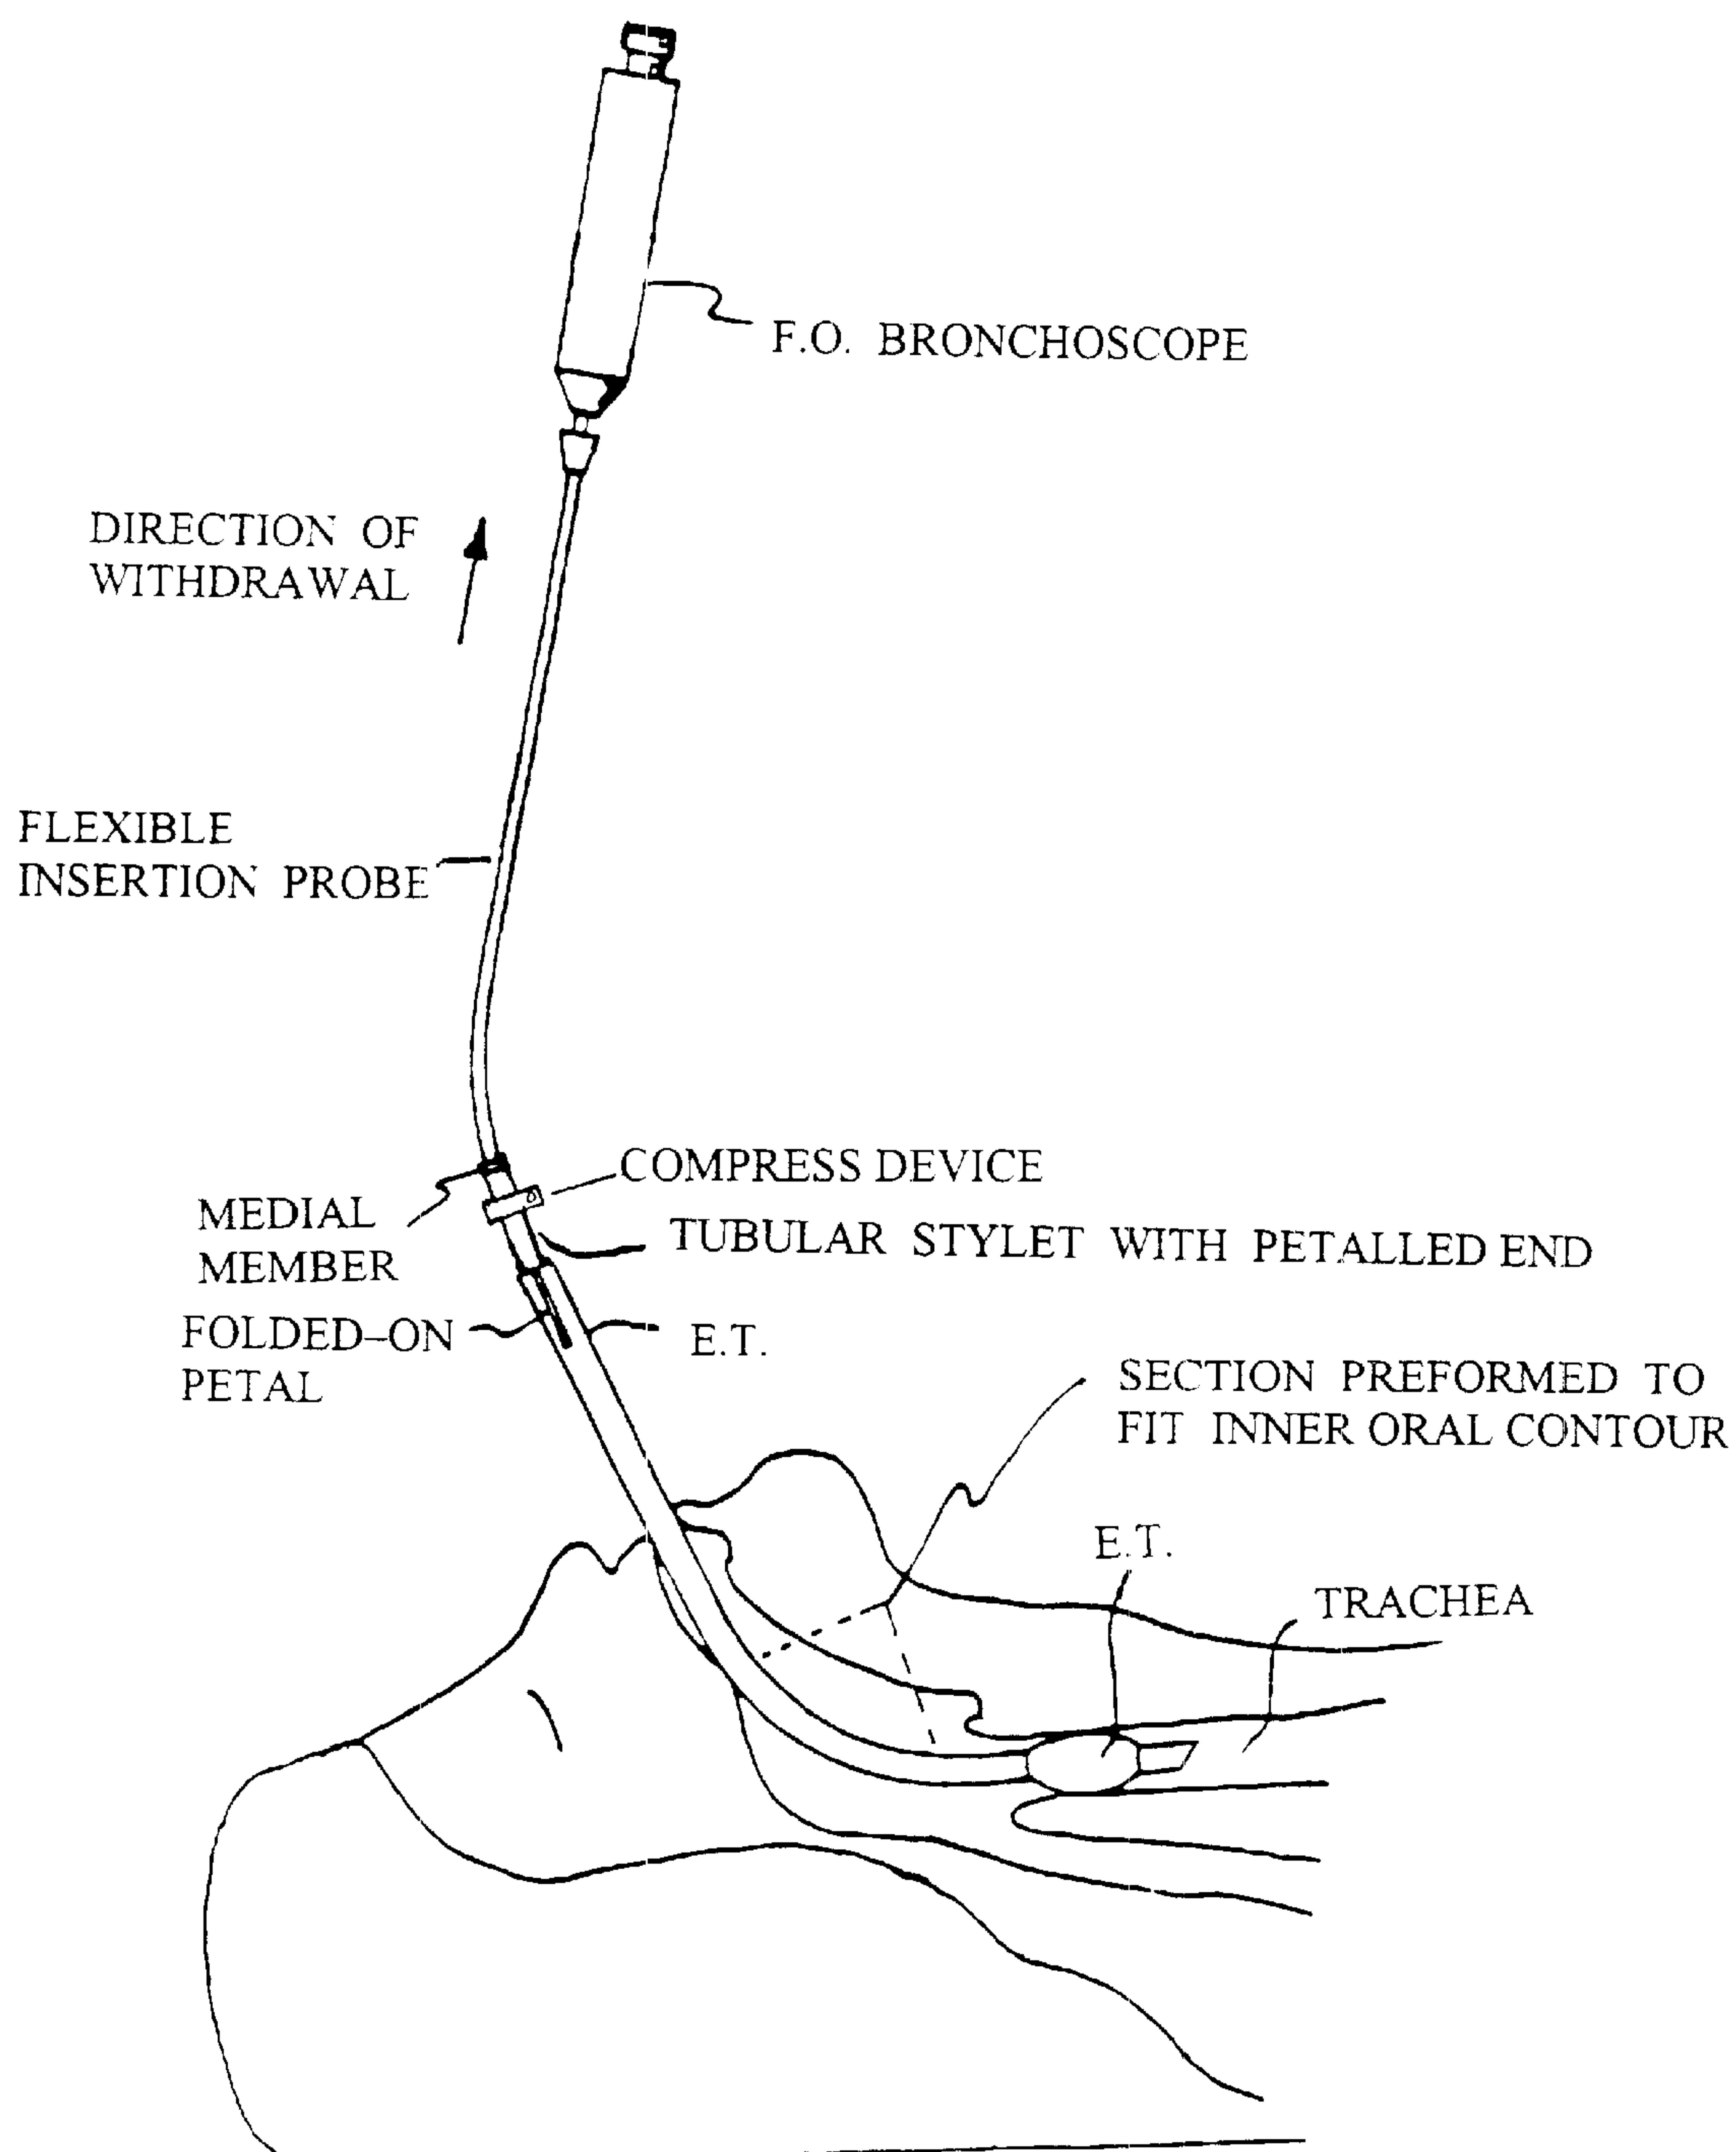 F.O. BRONCHOSCOPE
DIRECTION OF
WITHDRAWAL
FLEXIBLE
INSERTION PROBE
COMPRESS DEVICE
MEDIAL
MEMBER
TUBULAR STYLET WITH PETALLED END
FOLDED-ON
PETAL
E.T.
SECTION PREFORMED TO
FIT INNER ORAL CONTOUR
E.T.
TRACHEA